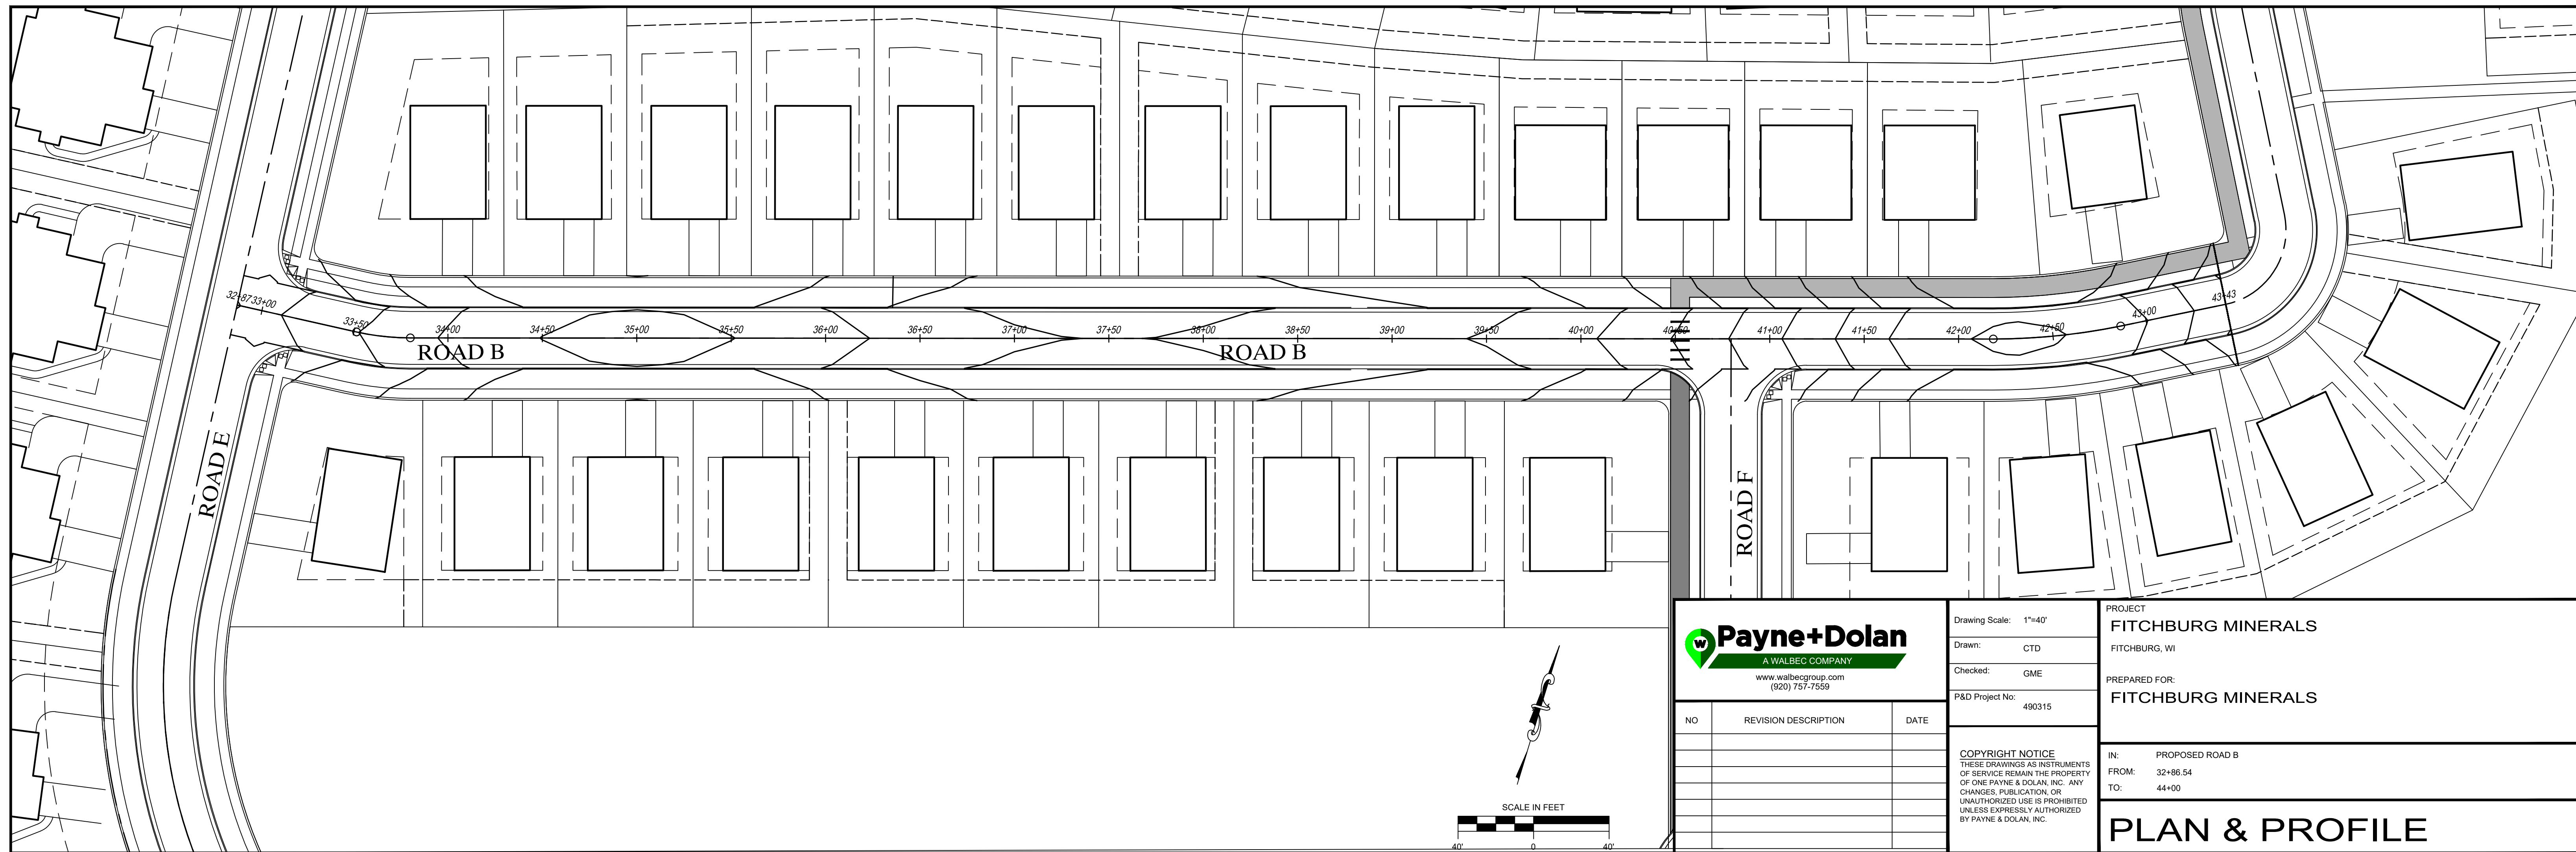 32+87
33+00
33+50
34+00
34+50
35+00
35+50
36+00
36+50
37+00
37+50
38+00
38+50
39+00
39+50
40+00
40+50
41+00
41+50
42+00
42+50
43+00
43+43
ROAD B
ROAD B
ROAD E
ROAD F
SCALE IN FEET
40'
0
40'
W
Payne+Dolan
A WALBEC COMPANY
www.walbecgroup.com
(920) 757-7559
NO REVISION DESCRIPTION DATE
Drawing Scale: 1"=40'
Drawn: CTD
Checked: GME
P&D Project No:
490315
COPYRIGHT NOTICE
THESE DRAWINGS AS INSTRUMENTS
OF SERVICE REMAIN THE PROPERTY
OF ONE PAYNE & DOLAN, INC. ANY
CHANGES, PUBLICATION, OR
UNAUTHORIZED USE IS PROHIBITED
UNLESS EXPRESSLY AUTHORIZED
BY PAYNE & DOLAN, INC.
PROJECT
FITCHBURG MINERALS
FITCHBURG, WI
PREPARED FOR:
FITCHBURG MINERALS
IN: PROPOSED ROAD B
FROM: 32+86.54
TO: 44+00
PLAN & PROFILE